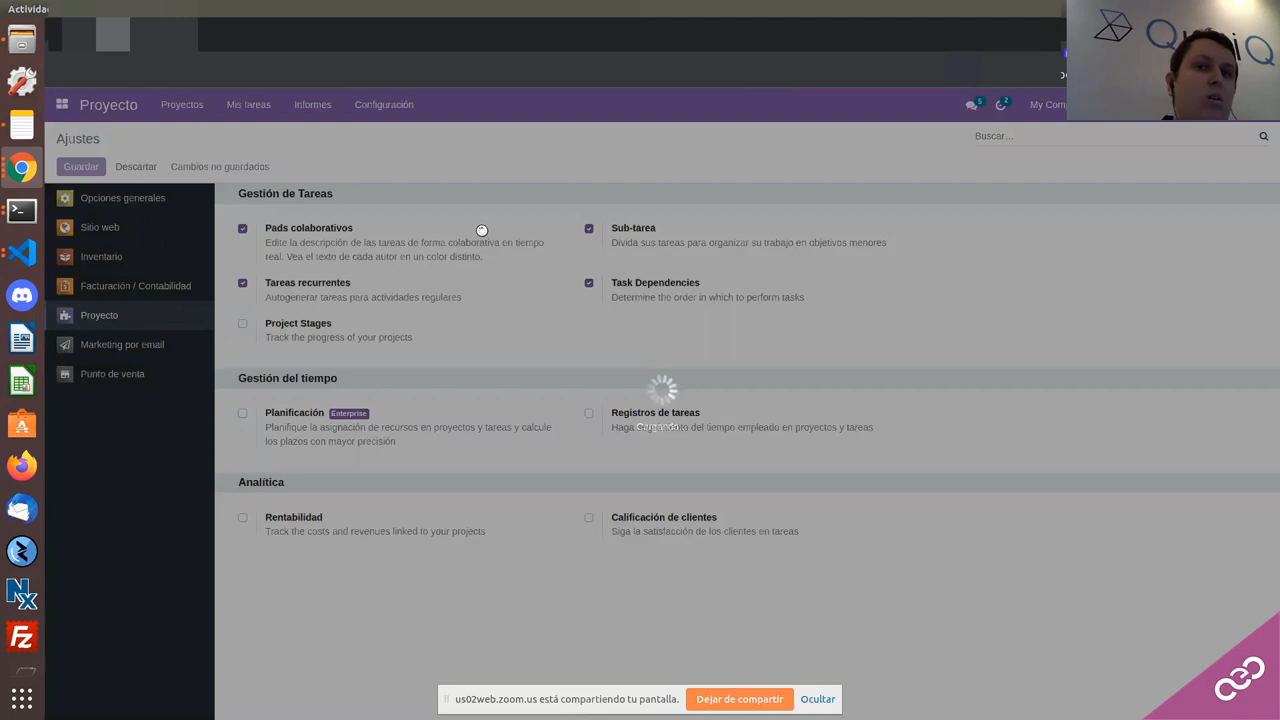 Activida
QubiQ
Proyecto
Proyectos
Mis tareas
Informes
Configuración
5
2
My Comp
Ajustes
Buscar...
Guardar
Descartar
Cambios no guardados
Opciones generales
Sitio web
Inventario
Facturación / Contabilidad
Proyecto
Marketing por email
Punto de venta
Gestión de Tareas
Pads colaborativos
Edite la descripción de las tareas de forma colaborativa en tiempo
real. Vea el texto de cada autor en un color distinto.
Sub-tarea
Divida sus tareas para organizar su trabajo en objetivos menores
Tareas recurrentes
Autogenerar tareas para actividades regulares
Task Dependencies
Determine the order in which to perform tasks
Project Stages
Track the progress of your projects
Gestión del tiempo
Planificación Enterprise
Planifique la asignación de recursos en proyectos y tareas y calcule
los plazos con mayor precisión
Registros de tareas
Haga del tiempo empleado en proyectos y tareas
Analítica
Rentabilidad
Track the costs and revenues linked to your projects
Calificación de clientes
Siga la satisfacción de los clientes en tareas
us02web.zoom.us está compartiendo tu pantalla.
Dejar de compartir
Ocultar